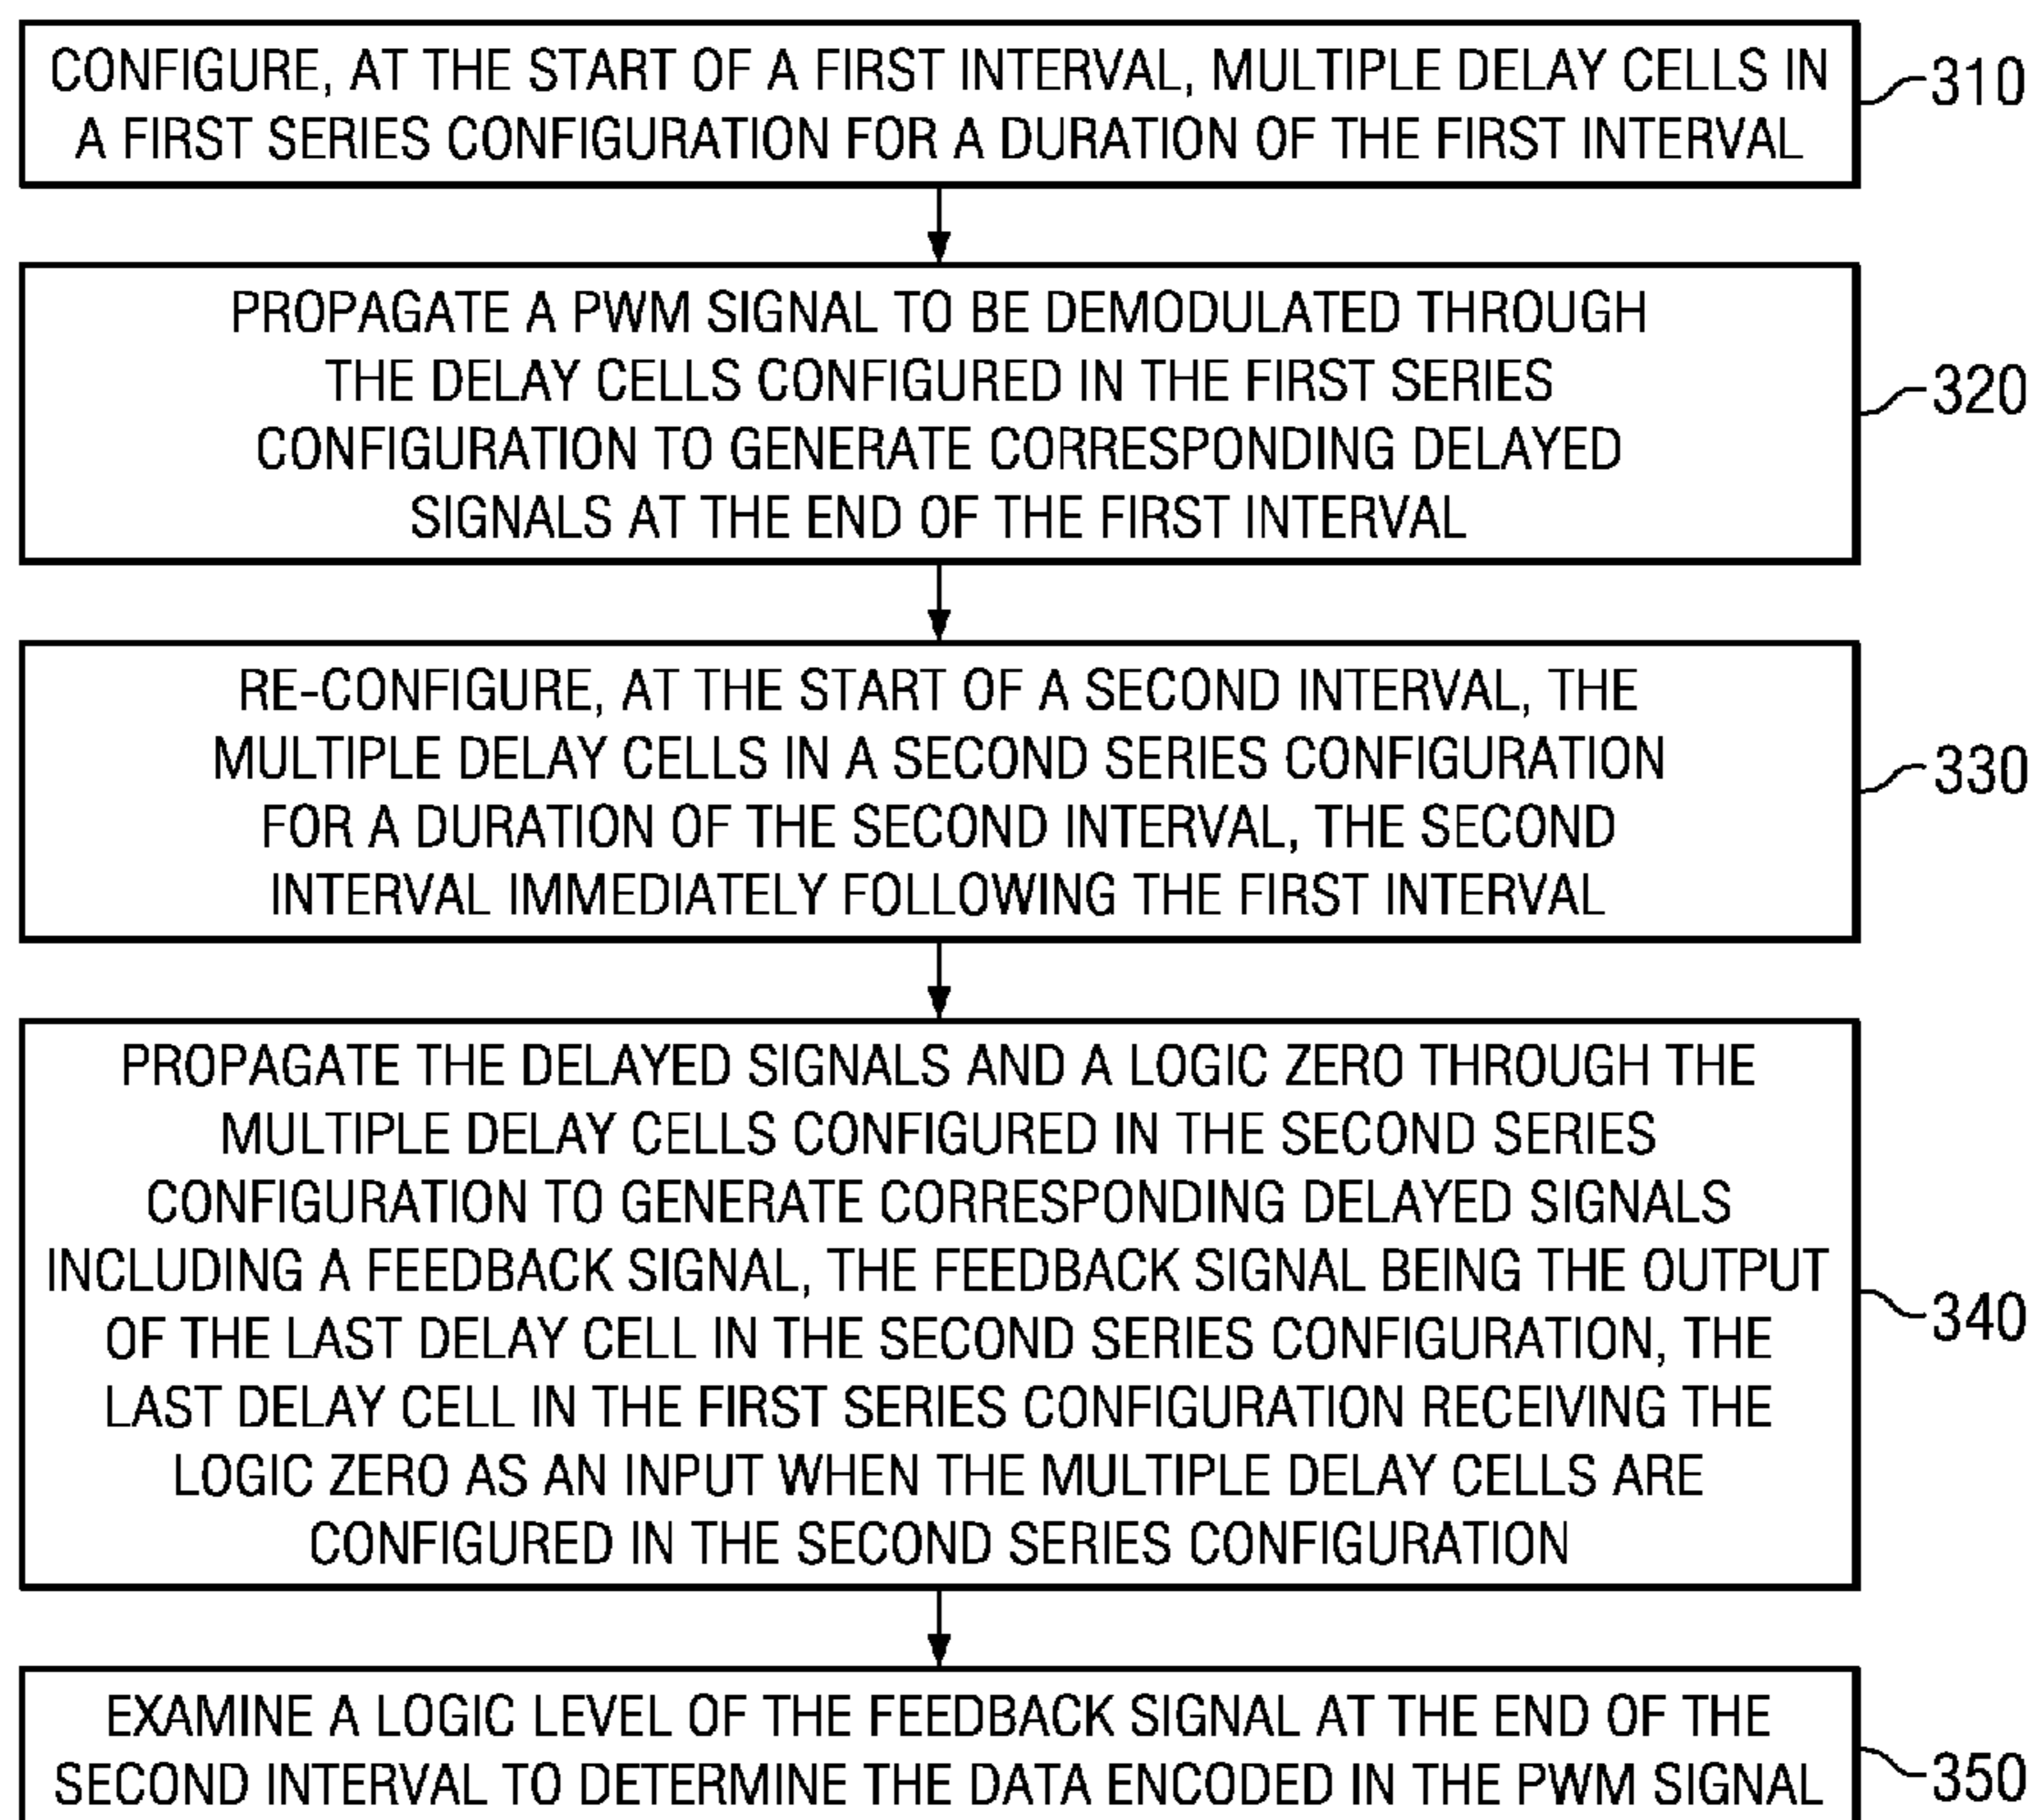 CONFIGURE, AT THE START OF A FIRST INTERVAL, MULTIPLE DELAY CELLS IN
A FIRST SERIES CONFIGURATION FOR A DURATION OF THE FIRST INTERVAL
310
PROPAGATE A PWM SIGNAL TO BE DEMODULATED THROUGH
THE DELAY CELLS CONFIGURED IN THE FIRST SERIES
CONFIGURATION TO GENERATE CORRESPONDING DELAYED
SIGNALS AT THE END OF THE FIRST INTERVAL
320
RE-CONFIGURE, AT THE START OF A SECOND INTERVAL, THE
MULTIPLE DELAY CELLS IN A SECOND SERIES CONFIGURATION
FOR A DURATION OF THE SECOND INTERVAL, THE SECOND
INTERVAL IMMEDIATELY FOLLOWING THE FIRST INTERVAL
330
PROPAGATE THE DELAYED SIGNALS AND A LOGIC ZERO THROUGH THE
MULTIPLE DELAY CELLS CONFIGURED IN THE SECOND SERIES
CONFIGURATION TO GENERATE CORRESPONDING DELAYED SIGNALS
INCLUDING A FEEDBACK SIGNAL, THE FEEDBACK SIGNAL BEING THE OUTPUT
OF THE LAST DELAY CELL IN THE SECOND SERIES CONFIGURATION, THE
LAST DELAY CELL IN THE FIRST SERIES CONFIGURATION RECEIVING THE
LOGIC ZERO AS AN INPUT WHEN THE MULTIPLE DELAY CELLS ARE
CONFIGURED IN THE SECOND SERIES CONFIGURATION
340
EXAMINE A LOGIC LEVEL OF THE FEEDBACK SIGNAL AT THE END OF THE
SECOND INTERVAL TO DETERMINE THE DATA ENCODED IN THE PWM SIGNAL
350